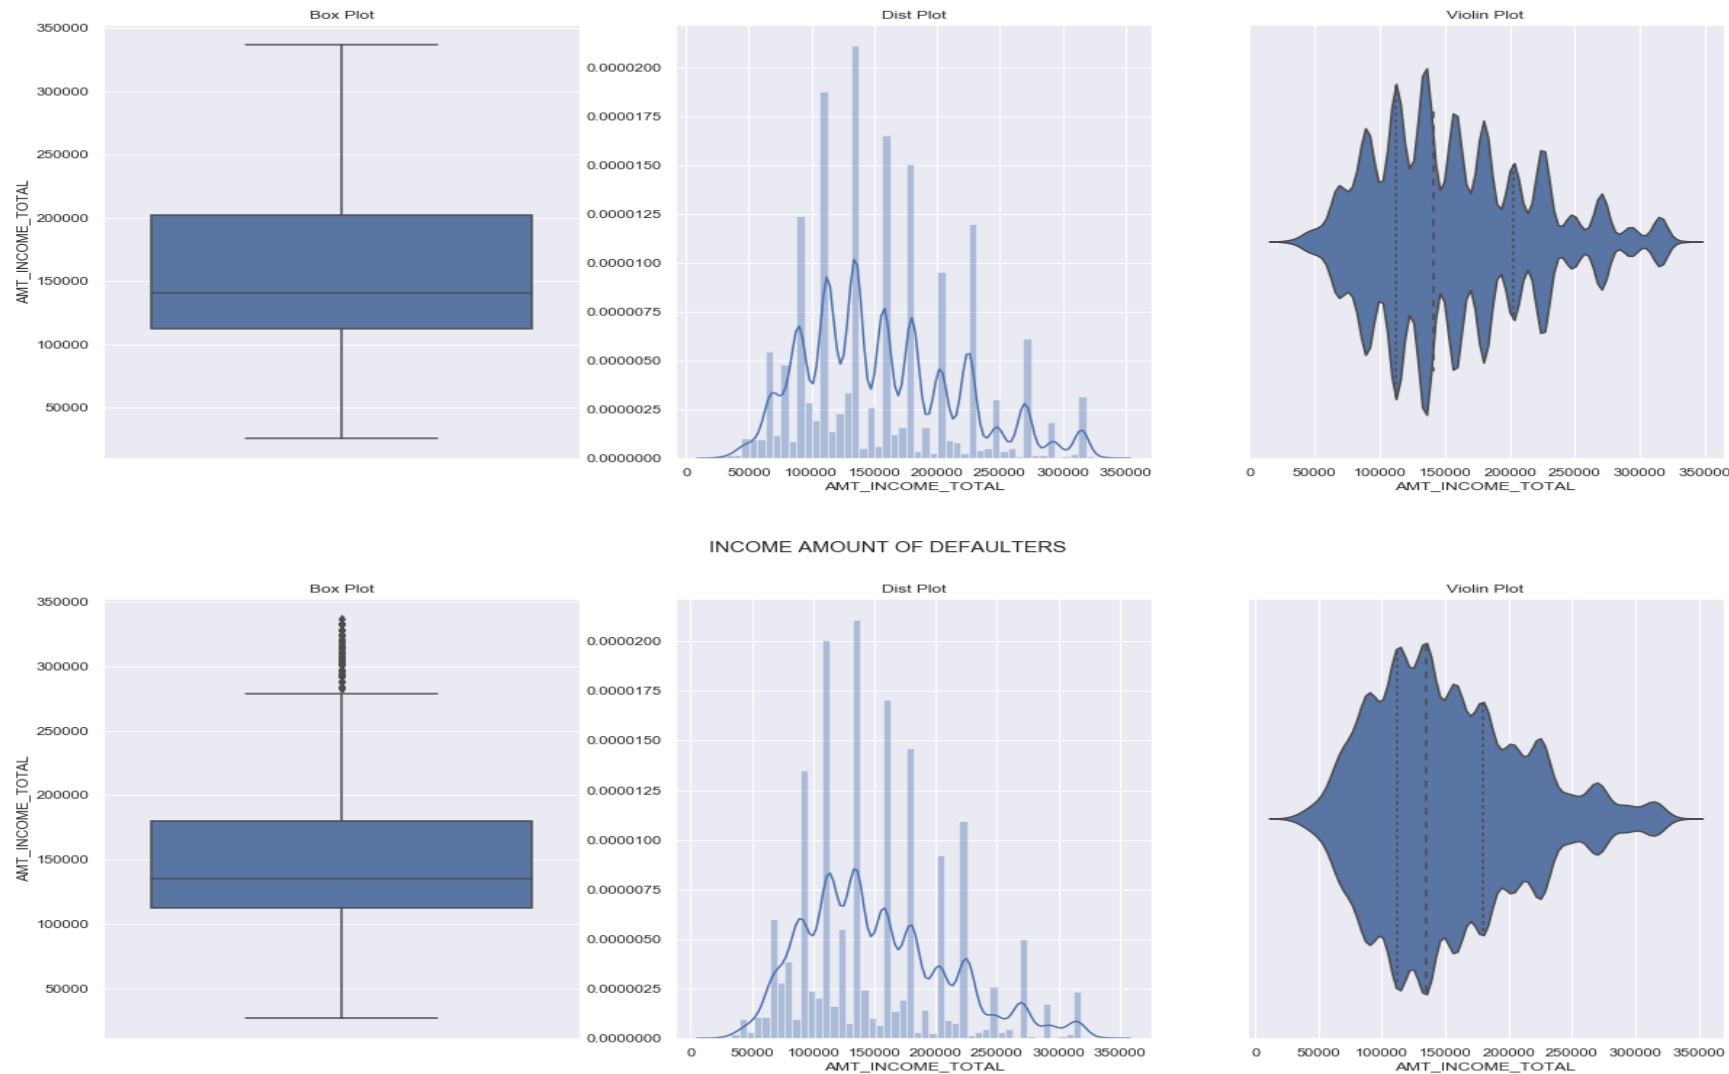 Box Plot
350000
300000
250000
200000
150000
100000
50000
AMT_INCOME_TOTAL
Dist Plot
0.0000200
0.0000175
0.0000150
0.0000125
0.0000100
0.0000075
0.0000050
0.0000025
0.0000000
0 50000 100000 150000 200000 250000 300000 350000
AMT_INCOME_TOTAL
Violin Plot
0 50000 100000 150000 200000 250000 300000 350000
AMT_INCOME_TOTAL
INCOME AMOUNT OF DEFAULTERS
Box Plot
350000
300000
250000
200000
150000
100000
50000
AMT_INCOME_TOTAL
Dist Plot
0.0000200
0.0000175
0.0000150
0.0000125
0.0000100
0.0000075
0.0000050
0.0000025
0.0000000
0 50000 100000 150000 200000 250000 300000 350000
AMT_INCOME_TOTAL
Violin Plot
0 50000 100000 150000 200000 250000 300000 350000
AMT_INCOME_TOTAL